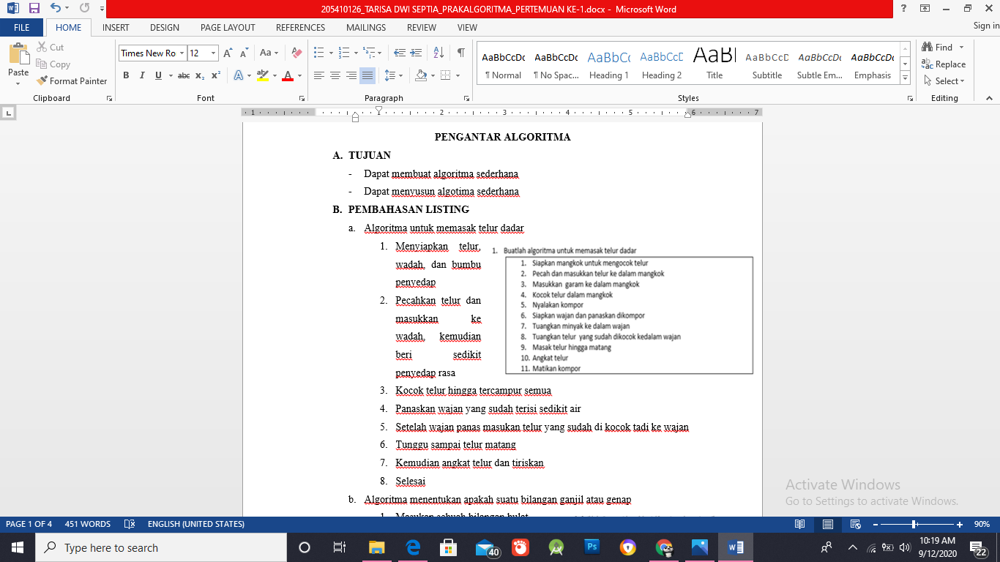 205410126_TARISA DWI SEPTIA_PRAKALGORITMA_PERTEMUAN KE-1.docx - Microsoft Word
FILE HOME INSERT DESIGN PAGE LAYOUT REFERENCES MAILINGS REVIEW VIEW Sign in
Paste
Cut
Copy
Format Painter
Clipboard
Times New Ro 12
Font
Paragraph
AaBbCcDc AaBbCcDc AaBbCc AaBbCcD AaBl AaBbCcD AaBbCcDc AaBbCcDc
¶ Normal ¶ No Spac... Heading 1 Heading 2 Title Subtitle Subtle Em... Emphasis
Styles
Find
Replace
Select
Editing
1 1 2 3 4 5 6 7
PENGANTAR ALGORITMA
A. TUJUAN
- Dapat membuat algoritma sederhana
- Dapat menyusun algotima sederhana
B. PEMBAHASAN LISTING
a. Algoritma untuk memasak telur dadar
1. Menyiapkan telur,
wadah, dan bumbu
penyedap
2. Pecahkan telur dan
masukkan ke
wadah, kemudian
beri sedikit
penyedap rasa
3. Kocok telur hingga tercampur semua
4. Panaskan wajan yang sudah terisi sedikit air
5. Setelah wajan panas masukan telur yang sudah di kocok tadi ke wajan
6. Tunggu sampai telur matang
7. Kemudian angkat telur dan tiriskan
8. Selesai
b. Algoritma menentukan apakah suatu bilangan ganjil atau genap
1. Masukan sebuah bilangan bulat
1. Buatlah algoritma untuk memasak telur dadar
1. Siapkan mangkok untuk mengocok telur
2. Pecah dan masukkan telur ke dalam mangkok
3. Masukkan garam ke dalam mangkok
4. Kocok telur dalam mangkok
5. Nyalakan kompor
6. Siapkan wajan dan panaskan dikompor
7. Tuangkan minyak ke dalam wajan
8. Tuangkan telur yang sudah dikocok kedalam wajan
9. Masak telur hingga matang
10. Angkat telur
11. Matikan kompor
Activate Windows
Go to Settings to activate Windows.
PAGE 1 OF 4 451 WORDS ENGLISH (UNITED STATES) 90%
Type here to search
40
Ps
10:19 AM
9/12/2020
22